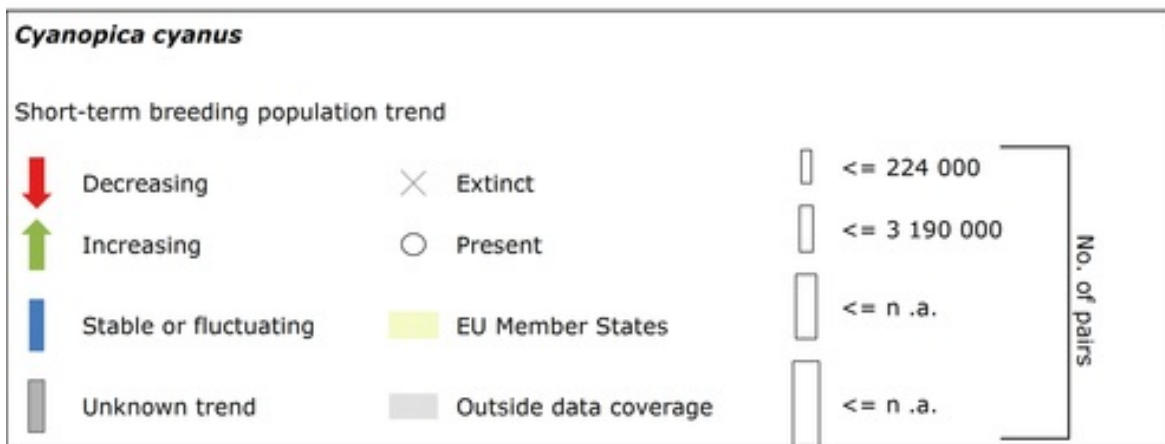 Cyanopica cyanus
Short-term breeding population trend
Decreasing
Extinct
<= 224 000
Increasing
Present
<= 3 190 000
Stable or fluctuating
EU Member States
<= n .a.
Unknown trend
Outside data coverage
<= n .a.
No. of pairs